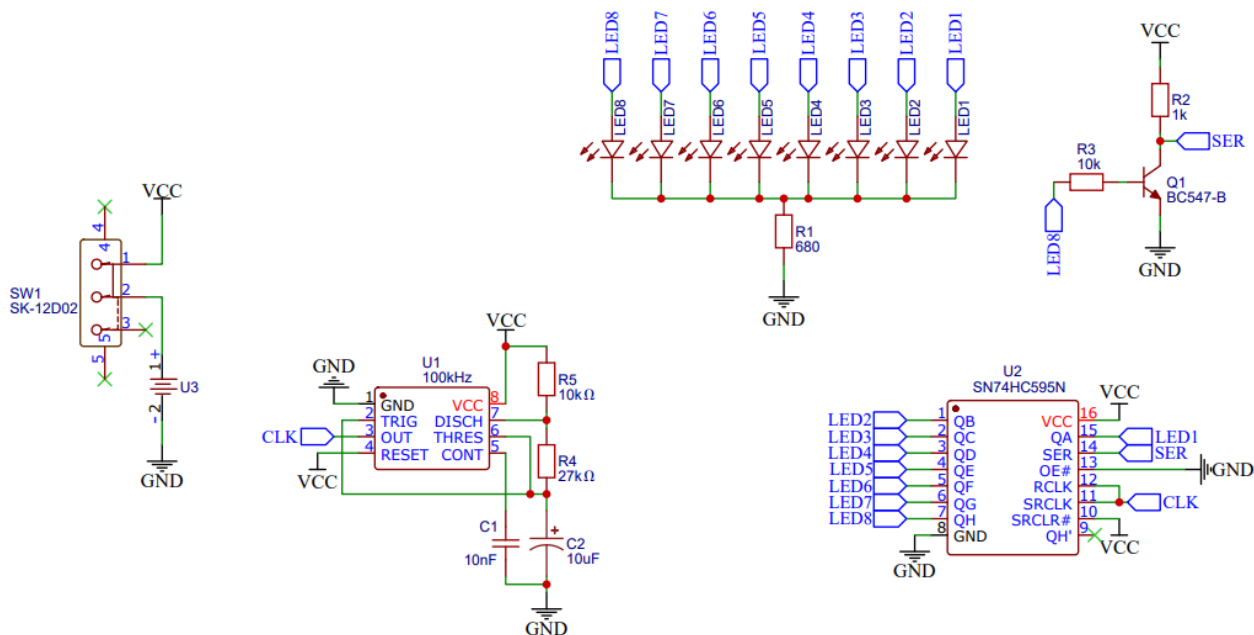 LED8
LED7
LED6
LED5
LED4
LED3
LED2
LED1
LED8
LED7
LED6
LED5
LED4
LED3
LED2
LED1
R1
680
GND
VCC
R2
1k
SER
R3
10k
Q1
BC547-B
LED8
GND
VCC
4
4
1
2
3
5
5
SW1
SK-12D02
1
+
U3
2
-
GND
VCC
GND
U1
100kHz
R5
10kΩ
1 GND VCC 8
2 TRIG DISCH 7
CLK 3 OUT THRES 6
4 RESET CONT 5
VCC
R4
27kΩ
C1
10nF
+
C2
10uF
GND
U2
SN74HC595N
VCC
LED2 1 QB VCC 16
LED3 2 QC QA 15 LED1
LED4 3 QD SER 14 SER
LED5 4 QE OE# 13 GND
LED6 5 QF RCLK 12
LED7 6 QG SRCLK 11 CLK
LED8 7 QH SRCLR# 10
8 GND QH' 9
VCC
GND